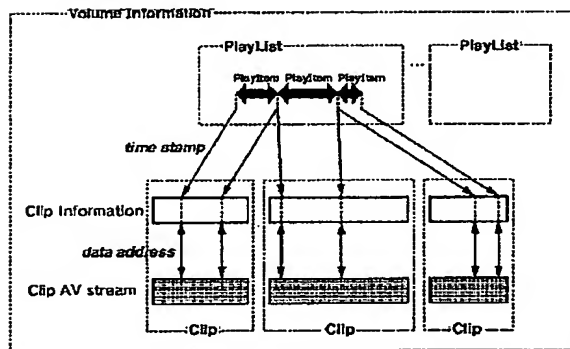 Volume Information
PlayList
PlayList
...
PlayItem PlayItem PlayItem
time stamp
Clip Information
data address
Clip AV stream
Clip
Clip
Clip